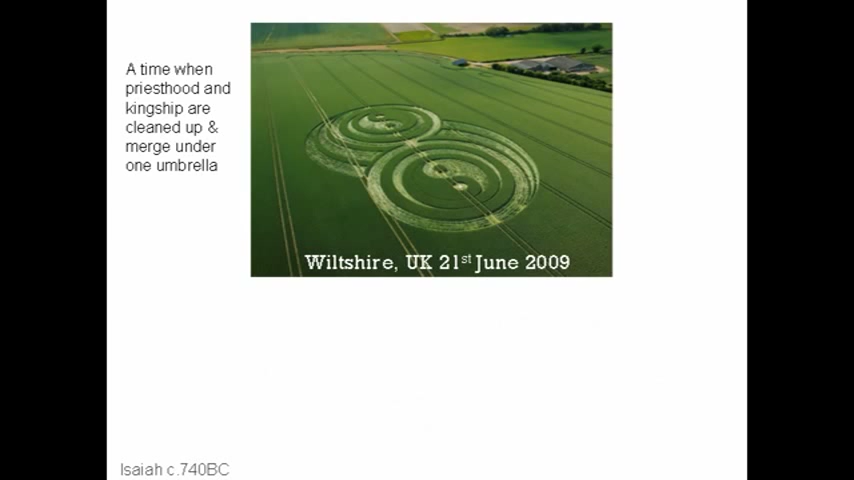 A time when
priesthood and
kingship are
cleaned up &
merge under
one umbrella
Wiltshire, UK 21st June 2009
Isaiah c.740BC